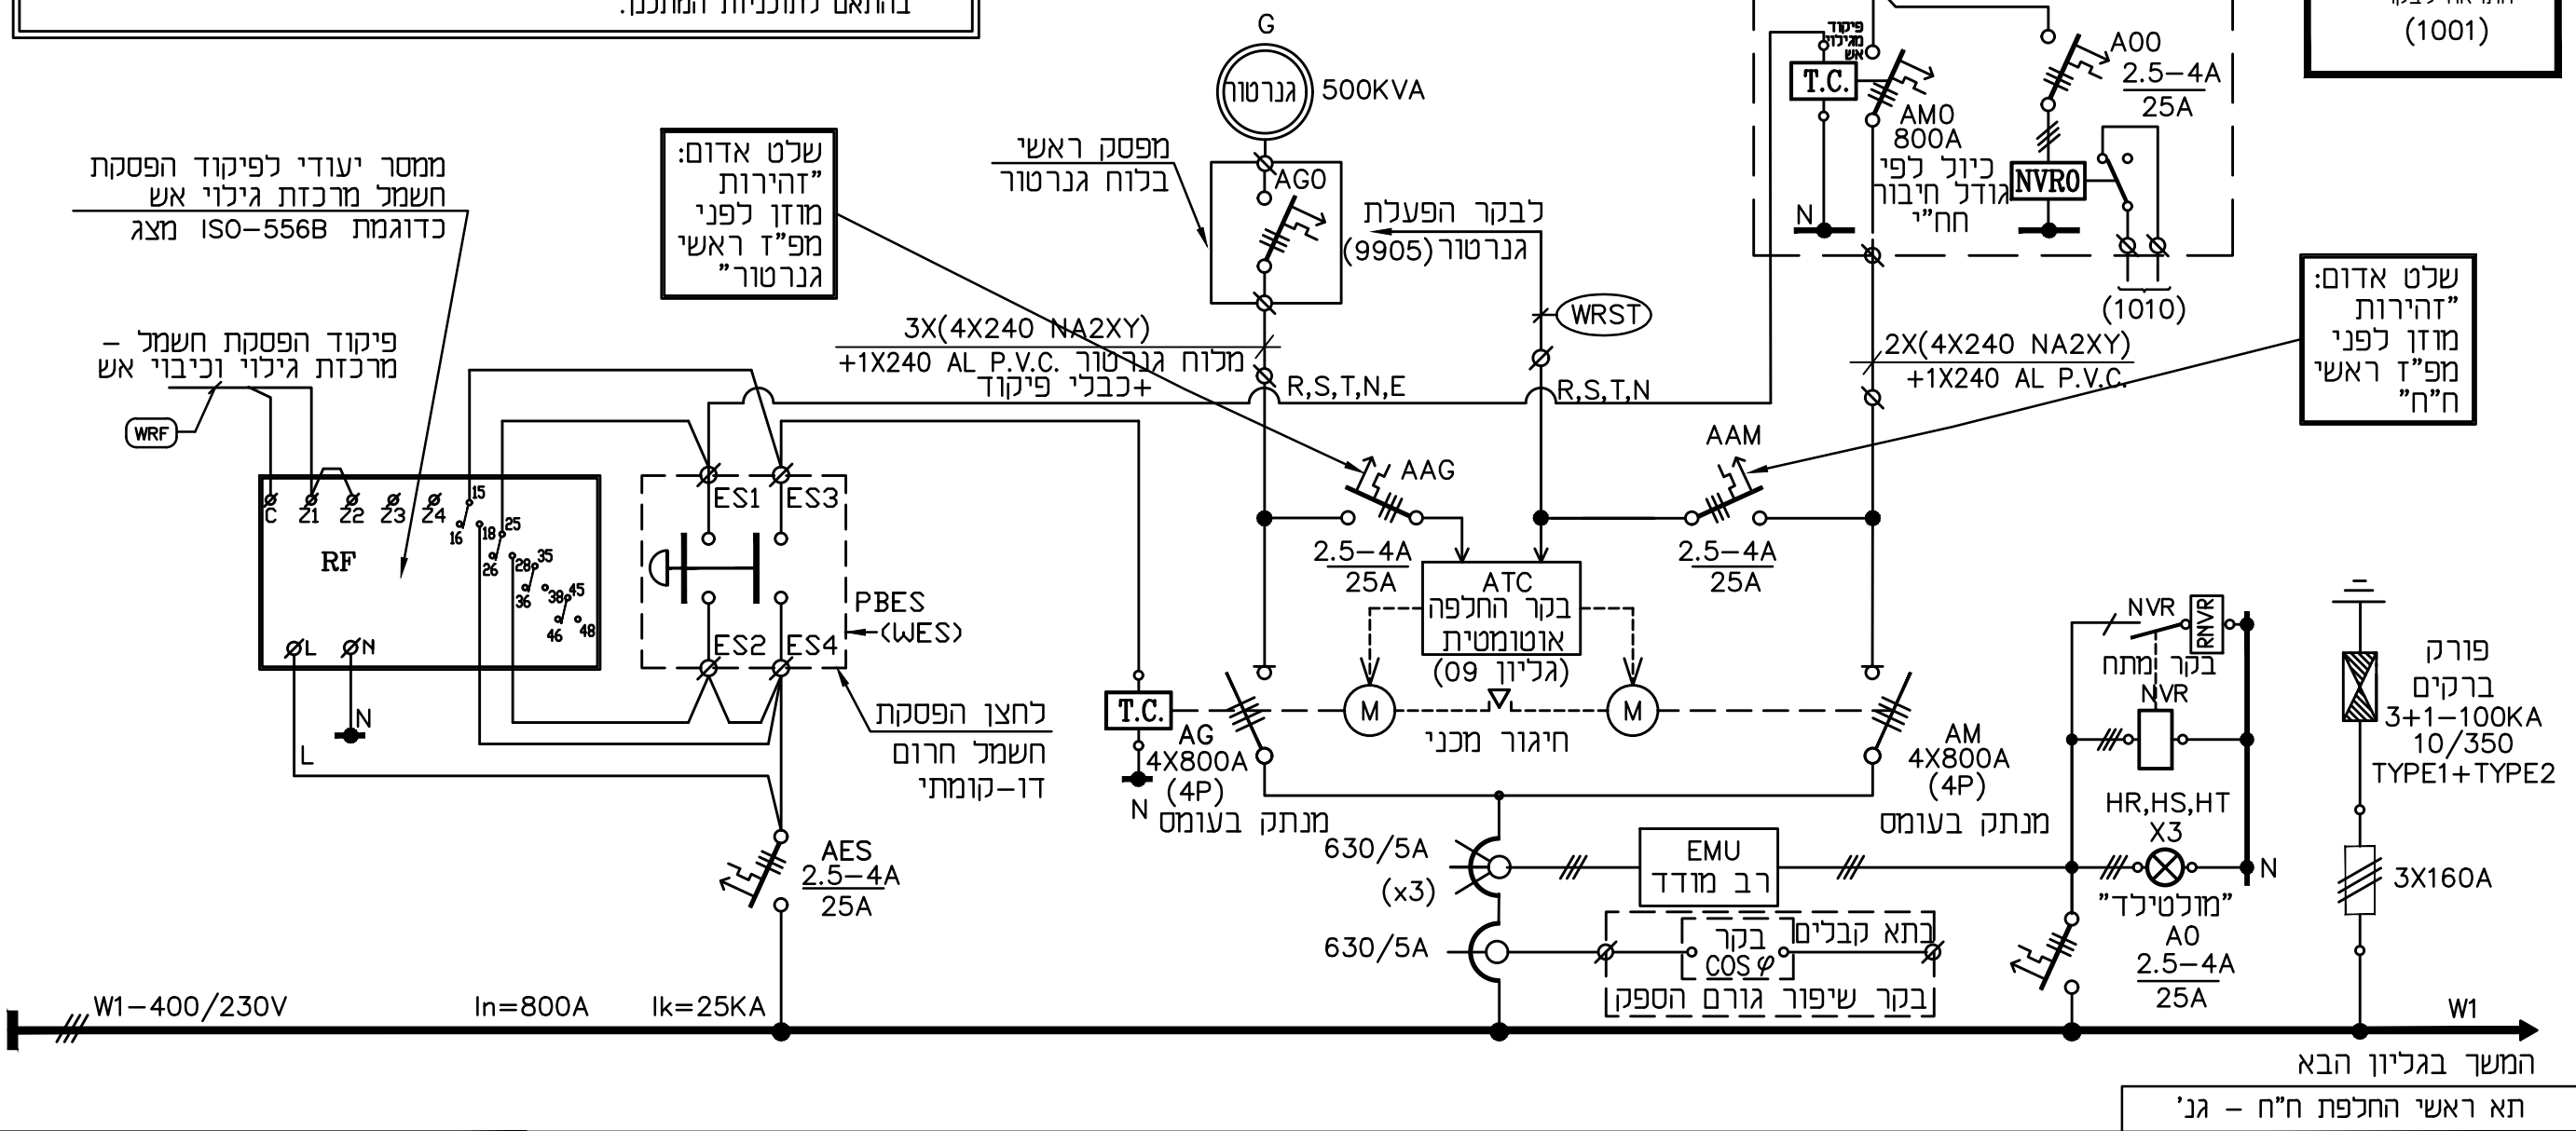 בהתאם לתוכניות המתכנן.
G
גנרטור
500KVA
מפסק ראשי
בלוח גנרטור
AG0
שלט אדום:
"זהירות
מוזן לפני
מפ"ז ראשי
גנרטור"
ממסר יעודי לפיקוד הפסקת
חשמל מרכזת גילוי אש
כדוגמת ISO-556B מצג
פיקוד הפסקת חשמל -
מרכזת גילוי וכיבוי אש
WRF
לבקר הפעלת
גנרטור (9905)
WRST
פיקוד
מגילוי
אש
T.C.
N
AM0
800A
כיול לפי
גודל חיבור
חח"י
A00
2.5-4A
25A
NVR0
(1010)
(1001)
שלט אדום:
"זהירות
מוזן לפני
מפ"ז ראשי
ח"ח"
3X(4X240 NA2XY)
+1X240 AL P.V.C. מלוח גנרטור
+כבלי פיקוד
R,S,T,N,E
R,S,T,N
2X(4X240 NA2XY)
+1X240 AL P.V.C.
C Z1 Z2 Z3 Z4
15
16 18 25
26 28 35
36 38 45
46 48
RF
L N
L
N
ES1 ES3
ES2 ES4
PBES
(WES)
לחצן הפסקת
חשמל חרום
דו-קומתי
AES
2.5-4A
25A
AAG
2.5-4A
25A
AAM
2.5-4A
25A
ATC
בקר החלפה
אוטומטית
(גליון 09)
M
M
חיגור מכני
T.C.
N
AG
4X800A
(4P)
מנתק בעומס
AM
4X800A
(4P)
מנתק בעומס
630/5A
(x3)
EMU
רב מודד
630/5A
בקר
COS φ
בתא קבלים
בקר שיפור גורם הספק
NVR
RNVR
בקר מתח
NVR
HR,HS,HT
X3
N
"מולטילד"
A0
2.5-4A
25A
פורק
ברקים
3+1-100KA
10/350
TYPE1+TYPE2
3X160A
W1-400/230V
In=800A
Ik=25KA
W1
המשך בגליון הבא
תא ראשי החלפת ח"ח - גנ'